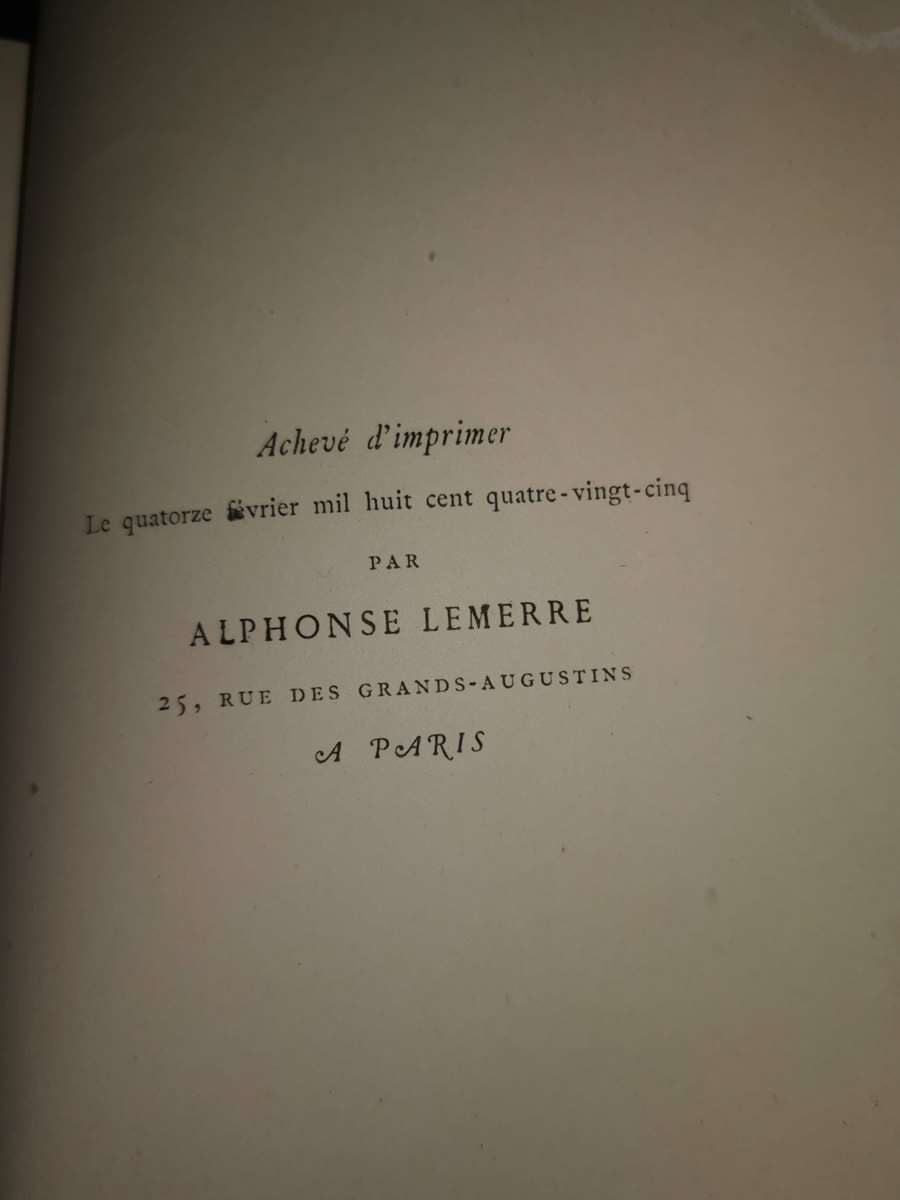 Achevé d'imprimer
Le quatorze février mil huit cent quatre-vingt-cinq
PAR
ALPHONSE LEMERRE
25, RUE DES GRANDS-AUGUSTINS
A PARIS